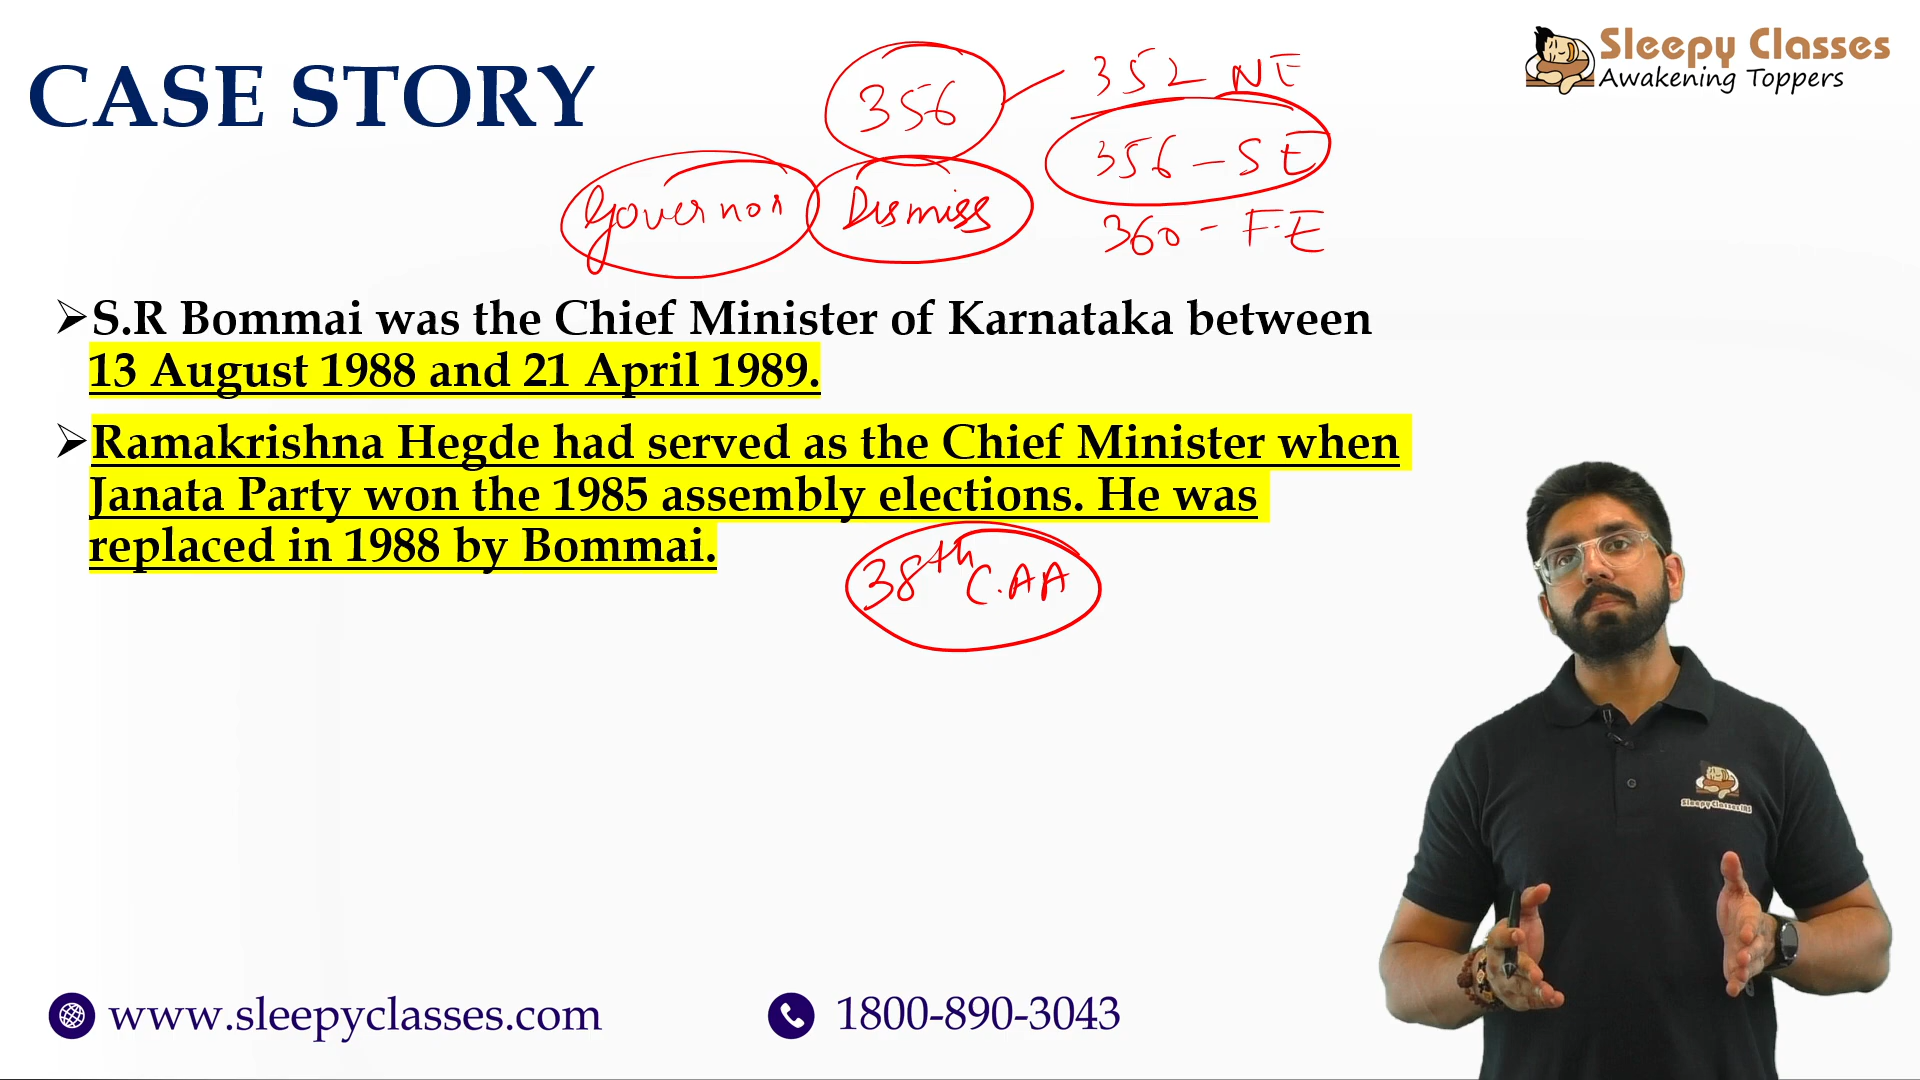 Sleepy Classes
Awakening Toppers
CASE STORY
356
352 NE
356 - SE
360 - F.E
Governor
Dismiss
➢S.R Bommai was the Chief Minister of Karnataka between
13 August 1988 and 21 April 1989.
➢Ramakrishna Hegde had served as the Chief Minister when
Janata Party won the 1985 assembly elections. He was
replaced in 1988 by Bommai.
38th C.AA
SleepyClasses IAS
www.sleepyclasses.com
1800-890-3043